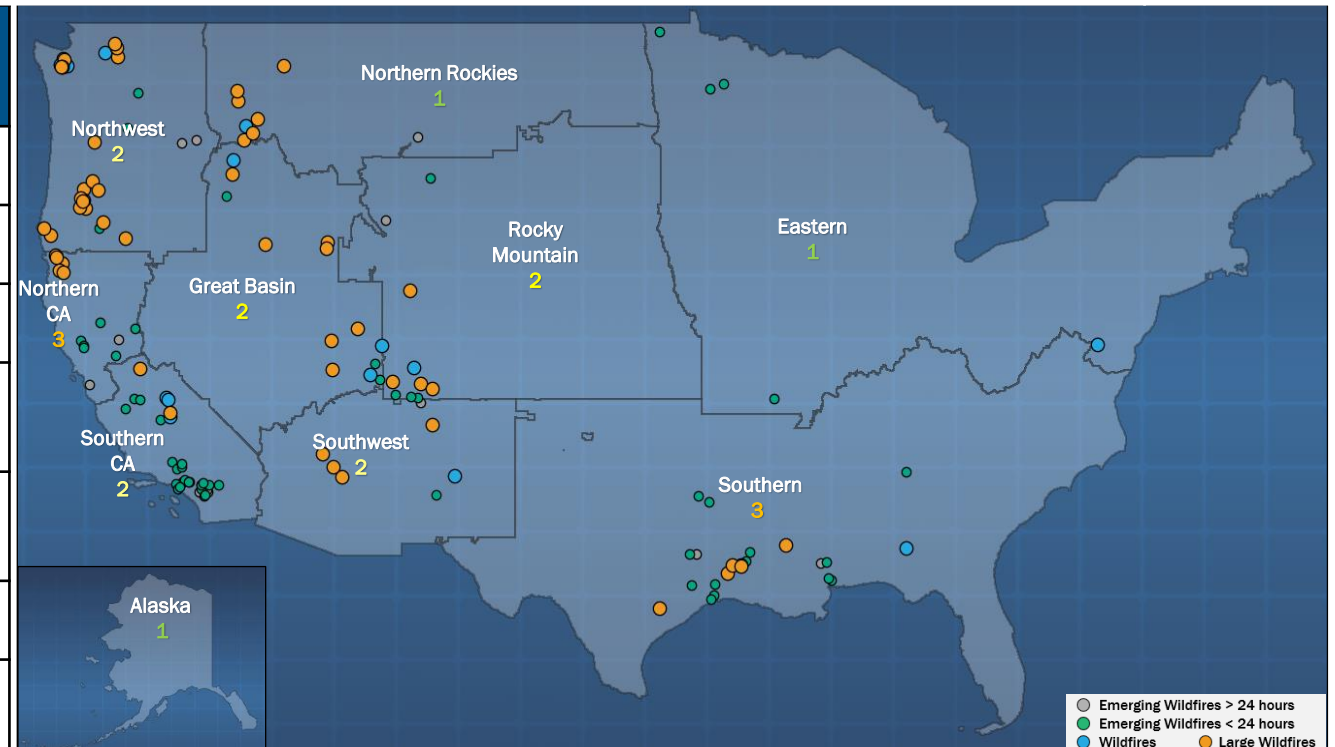 Northern Rockies
1
Northwest
2
Rocky
Mountain
2
Eastern
1
Great Basin
2
Northern
CA
3
Southern
CA
2
Southwest
2
Southern
3
Alaska
1
Emerging Wildfires > 24 hours
Emerging Wildfires < 24 hours
Wildfires
Large Wildfires